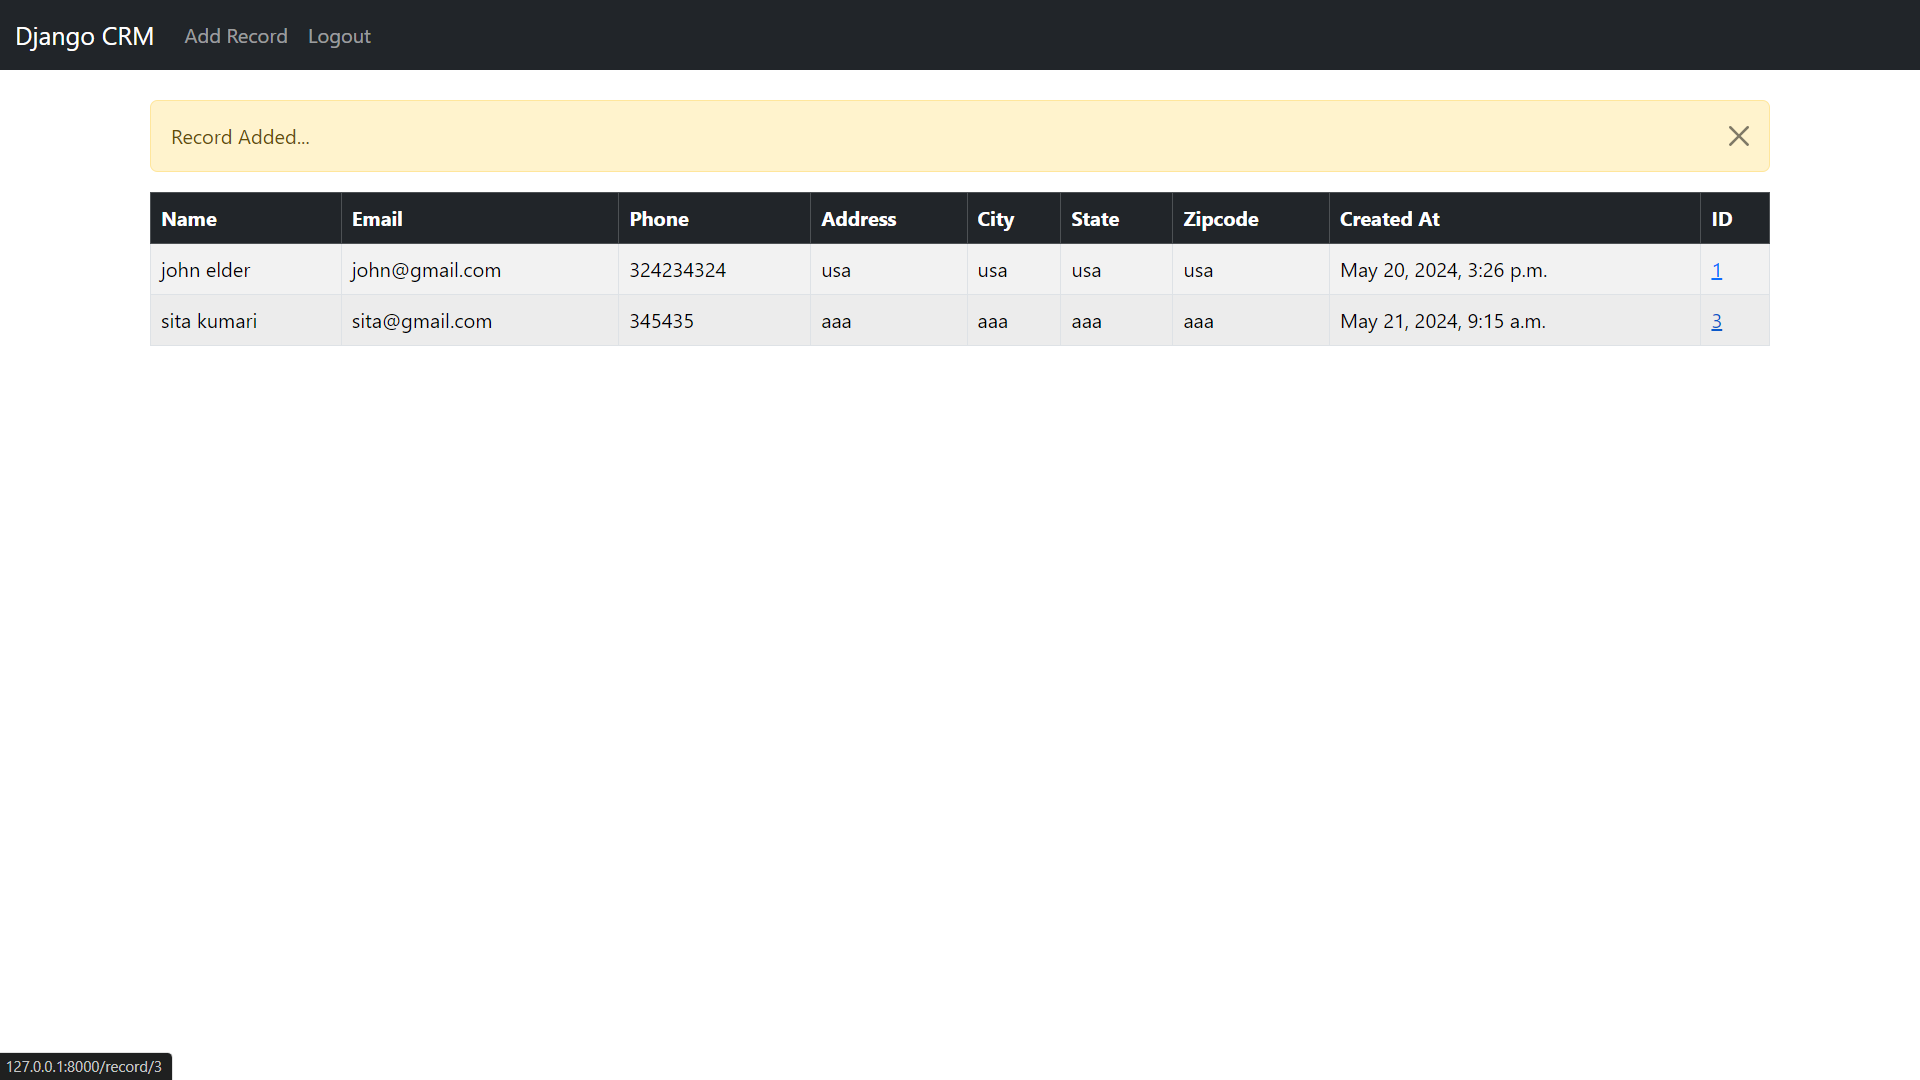 Django CRM Add Record Logout
Record Added...
Name Email Phone Address City State Zipcode Created At ID
john elder john@gmail.com 324234324 usa usa usa usa May 20, 2024, 3:26 p.m. 1
sita kumari sita@gmail.com 345435 aaa aaa aaa aaa May 21, 2024, 9:15 a.m. 3
127.0.0.1:8000/record/3